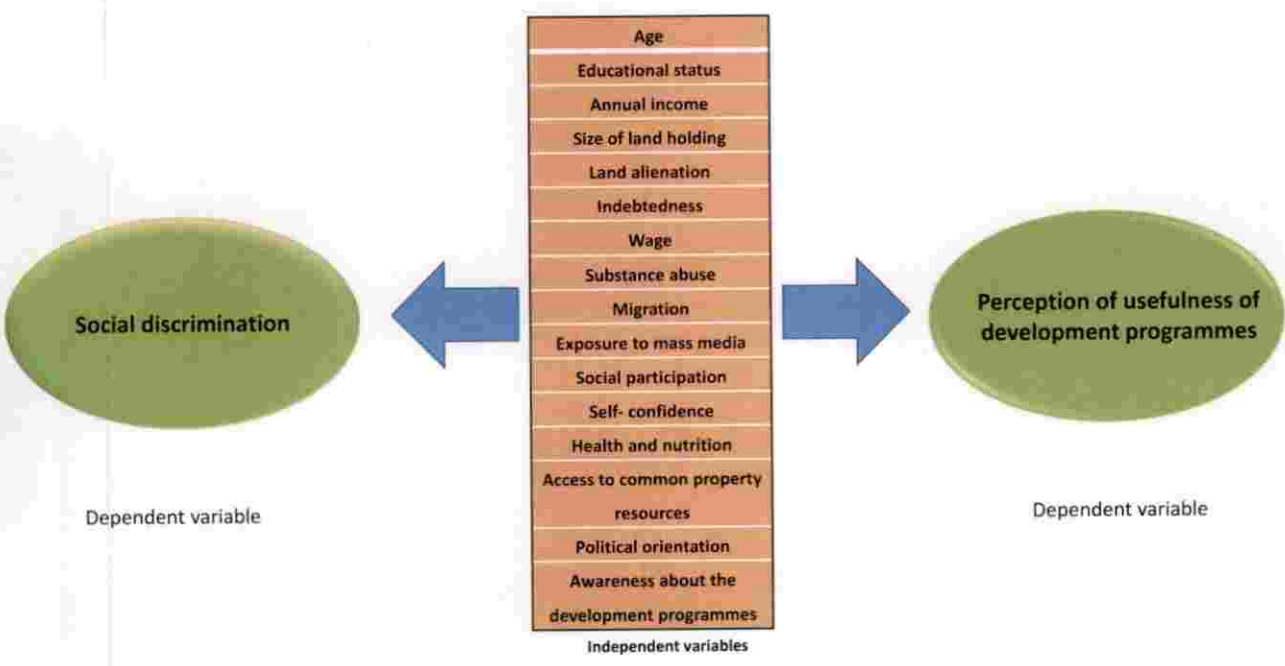 Social discrimination
Dependent variable
Age
Educational status
Annual income
Size of land holding
Land alienation
Indebtedness
Wage
Substance abuse
Migration
Exposure to mass media
Social participation
Self- confidence
Health and nutrition
Access to common property
resources
Political orientation
Awareness about the
development programmes
Independent variables
Perception of usefulness of
development programmes
Dependent variable